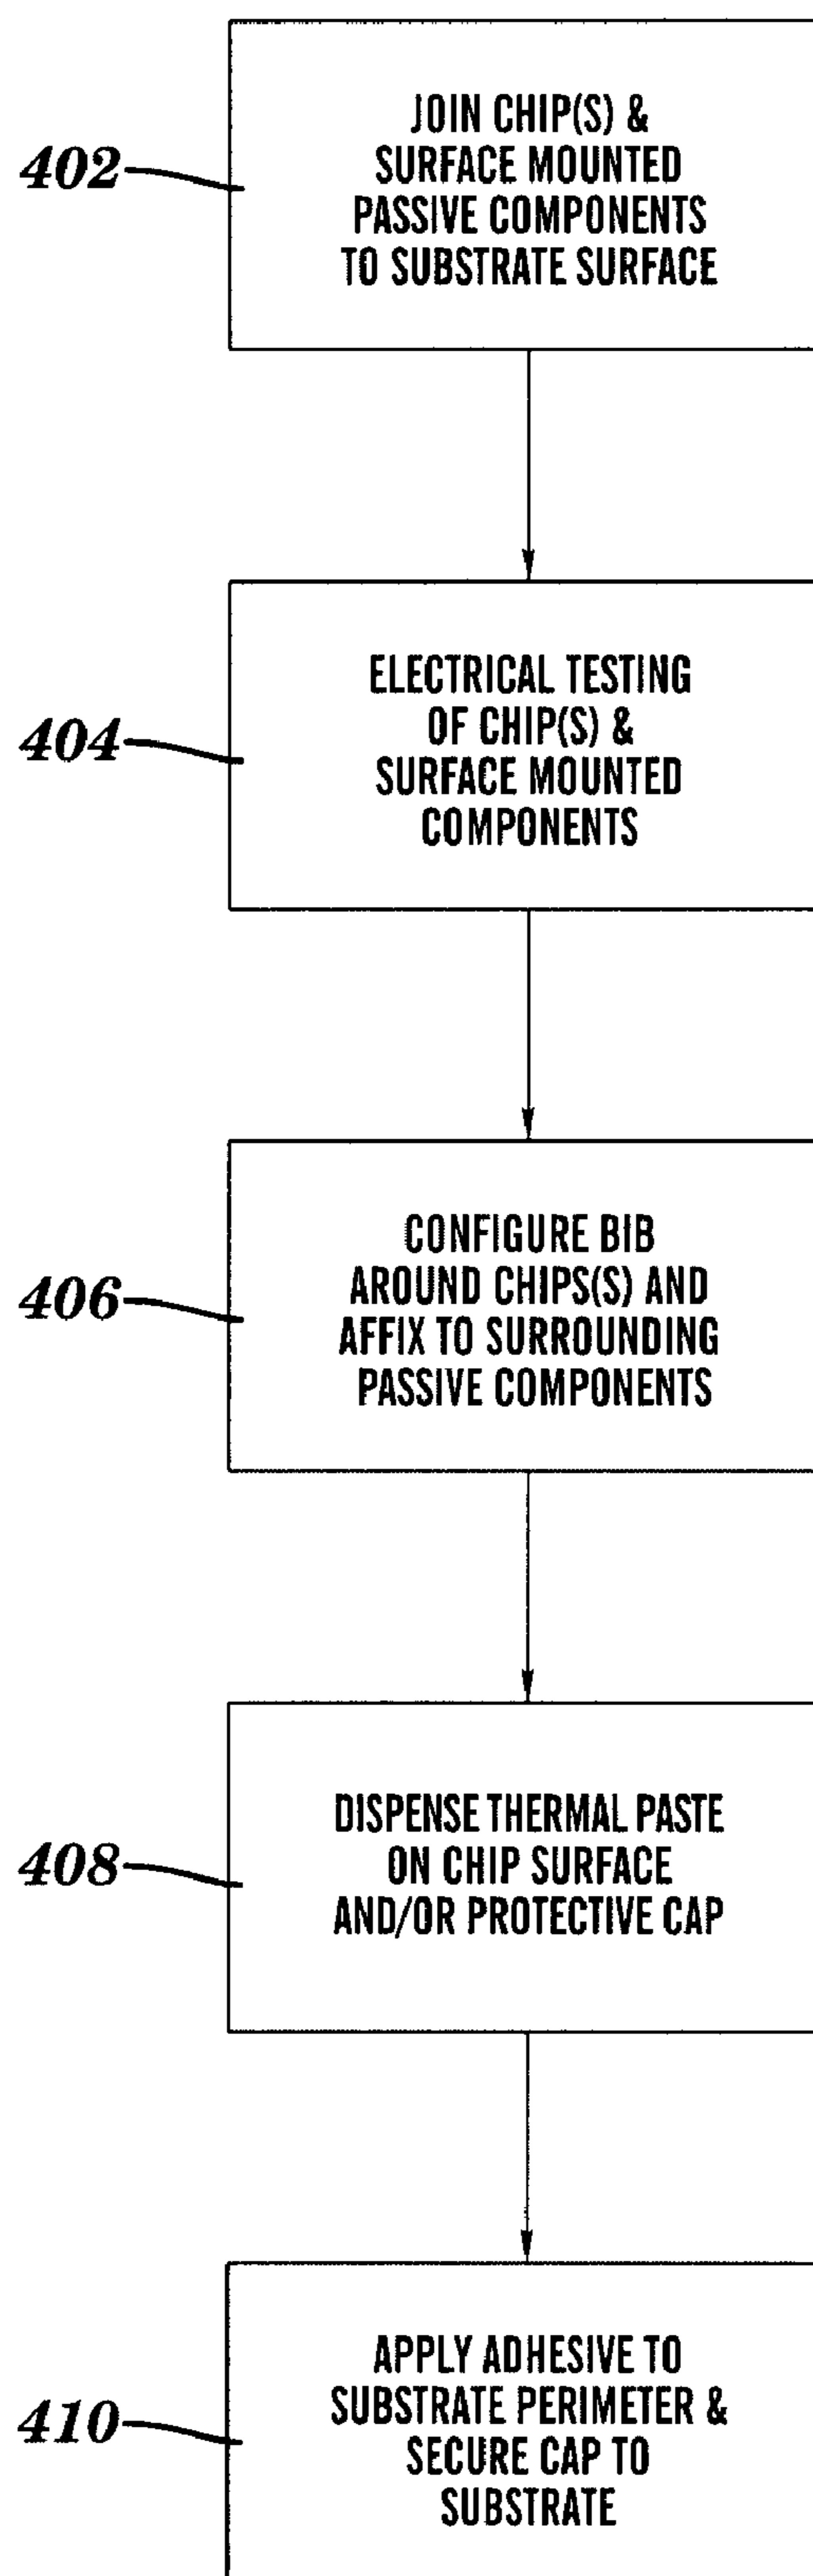 402
JOIN CHIP(S) &
SURFACE MOUNTED
PASSIVE COMPONENTS
TO SUBSTRATE SURFACE
404
ELECTRICAL TESTING
OF CHIP(S) &
SURFACE MOUNTED
COMPONENTS
406
CONFIGURE BIB
AROUND CHIPS(S) AND
AFFIX TO SURROUNDING
PASSIVE COMPONENTS
408
DISPENSE THERMAL PASTE
ON CHIP SURFACE
AND/OR PROTECTIVE CAP
410
APPLY ADHESIVE TO
SUBSTRATE PERIMETER &
SECURE CAP TO
SUBSTRATE